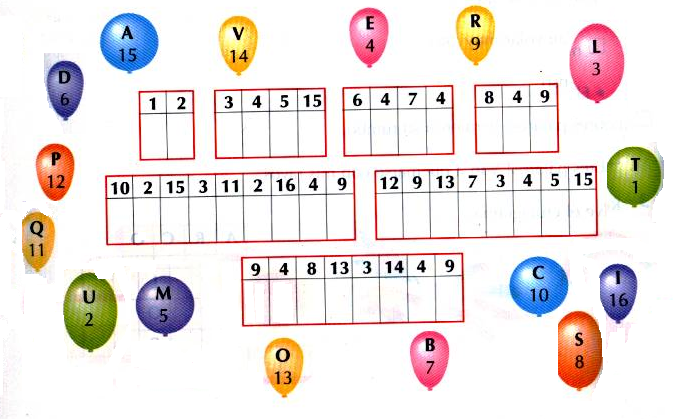 A
15
V
14
E
4
R
9
L
3
D
6
1 2
3 4 5 15
6 4 7 4
8 4 9
P
12
T
1
10 2 15 3 11 2 16 4 9
12 9 13 7 3 4 5 15
Q
11
U
2
M
5
9 4 8 13 3 14 4 9
C
10
I
16
O
13
B
7
S
8